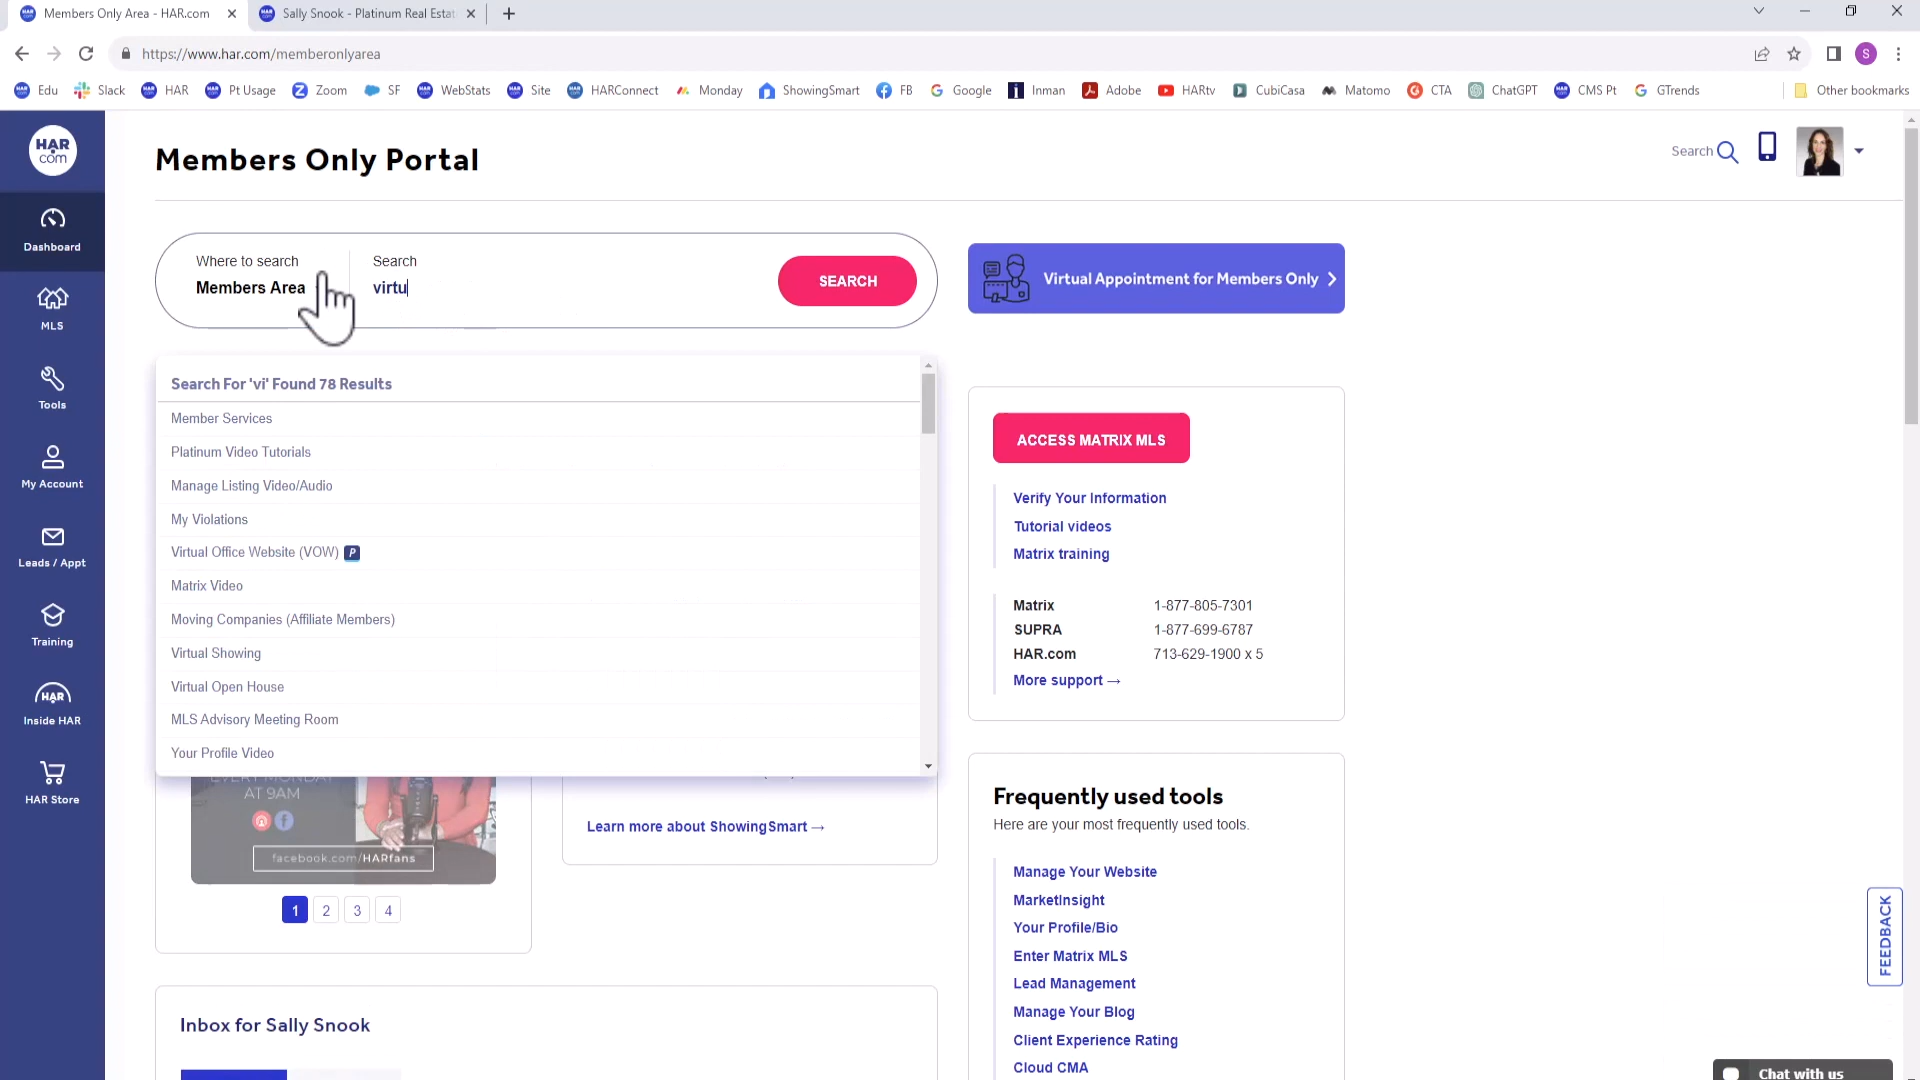 Members Only Area - HAR.com
Sally Snook - Platinum Real Estat
https://www.har.com/memberonlyarea
S
Edu
Slack
HAR
Pt Usage
Zoom
SF
WebStats
Site
HARConnect
Monday
ShowingSmart
FB
Google
Inman
Adobe
HARtv
CubiCasa
Matomo
CTA
ChatGPT
CMS Pt
GTrends
Other bookmarks
HAR
com
Dashboard
MLS
Tools
My Account
Leads / Appt
Training
HAR
Inside HAR
HAR Store
Members Only Portal
Search
Where to search
Members Area
Search
virtu
SEARCH
Virtual Appointment for Members Only
Search For 'vi' Found 78 Results
Member Services
Platinum Video Tutorials
Manage Listing Video/Audio
My Violations
Virtual Office Website (VOW) P
Matrix Video
Moving Companies (Affiliate Members)
Virtual Showing
Virtual Open House
MLS Advisory Meeting Room
Your Profile Video
EVERY MONDAY
AT 9AM
facebook.com/HARfans
1 2 3 4
Learn more about ShowingSmart →
Inbox for Sally Snook
ACCESS MATRIX MLS
Verify Your Information
Tutorial videos
Matrix training
Matrix 1-877-805-7301
SUPRA 1-877-699-6787
HAR.com 713-629-1900 x 5
More support →
Frequently used tools
Here are your most frequently used tools.
Manage Your Website
MarketInsight
Your Profile/Bio
Enter Matrix MLS
Lead Management
Manage Your Blog
Client Experience Rating
Cloud CMA
FEEDBACK
Chat with us